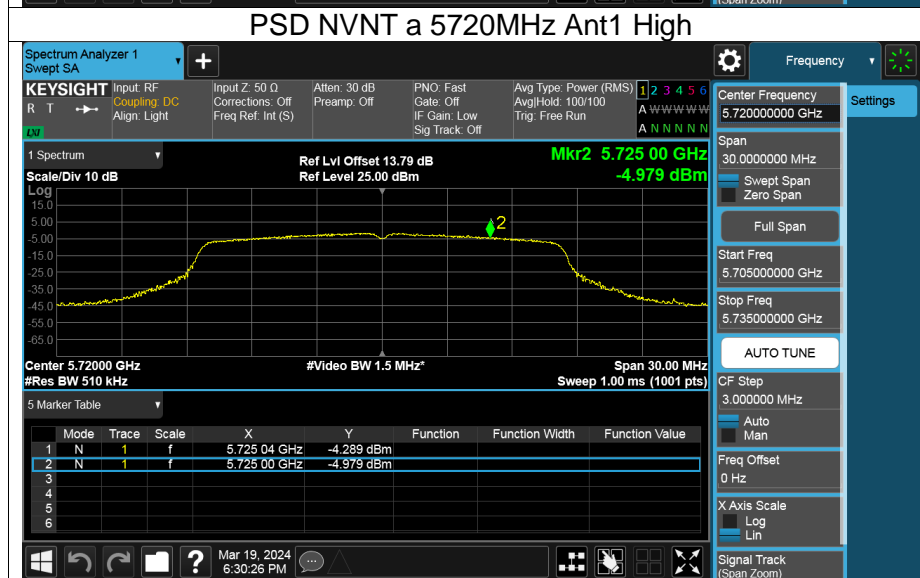 (Span Zoom)
PSD NVNT a 5720MHz Ant1 High
Spectrum Analyzer 1
Swept SA
+
Frequency
KEYSIGHT
R T
LXI
Input: RF
Coupling: DC
Align: Light
Input Z: 50 Ω
Corrections: Off
Freq Ref: Int (S)
Atten: 30 dB
Preamp: Off
PNO: Fast
Gate: Off
IF Gain: Low
Sig Track: Off
Avg Type: Power (RMS)
Avg|Hold: 100/100
Trig: Free Run
1 2 3 4 5 6
A W W W W W
A N N N N N
Center Frequency
5.720000000 GHz
Settings
1 Spectrum
Scale/Div 10 dB
Ref Lvl Offset 13.79 dB
Ref Level 25.00 dBm
Mkr2 5.725 00 GHz
-4.979 dBm
Log
15.0
5.00
-5.00
-15.0
-25.0
-35.0
-45.0
-55.0
-65.0
2
Center 5.72000 GHz
#Res BW 510 kHz
#Video BW 1.5 MHz*
Span 30.00 MHz
Sweep 1.00 ms (1001 pts)
Span
30.0000000 MHz
Swept Span
Zero Span
Full Span
Start Freq
5.705000000 GHz
Stop Freq
5.735000000 GHz
AUTO TUNE
CF Step
3.000000 MHz
Auto
Man
Freq Offset
0 Hz
X Axis Scale
Log
Lin
Signal Track
(Span Zoom)
5 Marker Table
Mode Trace Scale X Y Function Function Width Function Value
1 N 1 f 5.725 04 GHz -4.289 dBm
2 N 1 f 5.725 00 GHz -4.979 dBm
3
4
5
6
?
Mar 19, 2024
6:30:26 PM